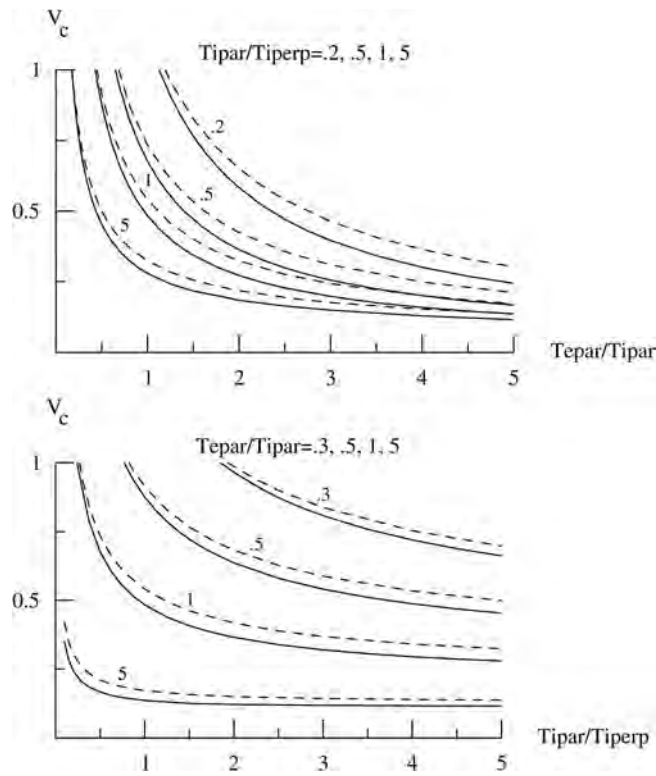 V_c
Tipar/Tiperp=.2, .5, 1, 5
1
.2
.5
1
0.5
5
Tepar/Tipar
1 2 3 4 5
V_c
Tepar/Tipar=.3, .5, 1, 5
1
.3
.5
0.5
1
5
Tipar/Tiperp
1 2 3 4 5